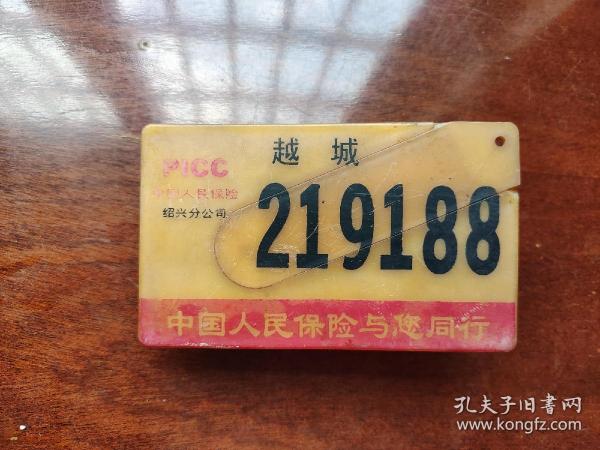 越城
PICC
中国人民保险
绍兴分公司
219188
中国人民保险与您同行
孔夫子旧书网
www.kongfz.com